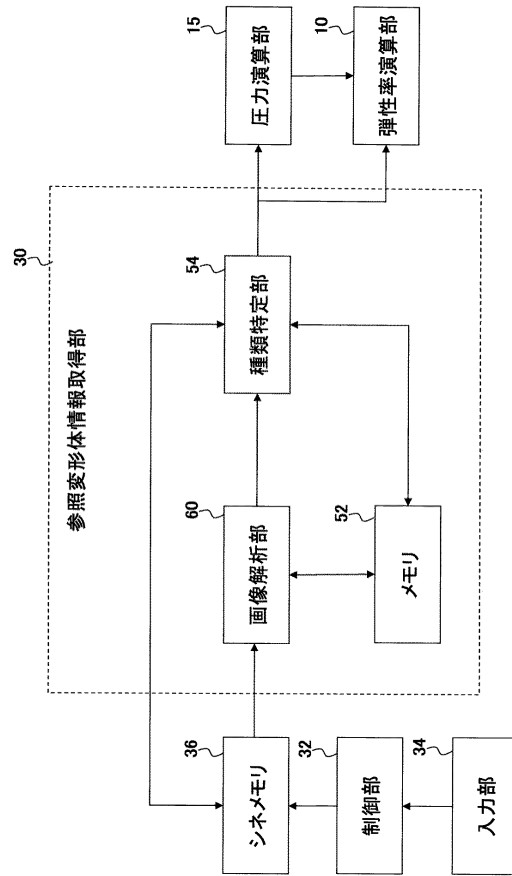 30
参照変形体情報取得部
36
シネメモリ
60
画像解析部
54
種類特定部
15
圧力演算部
32
制御部
52
メモリ
10
弾性率演算部
34
入力部